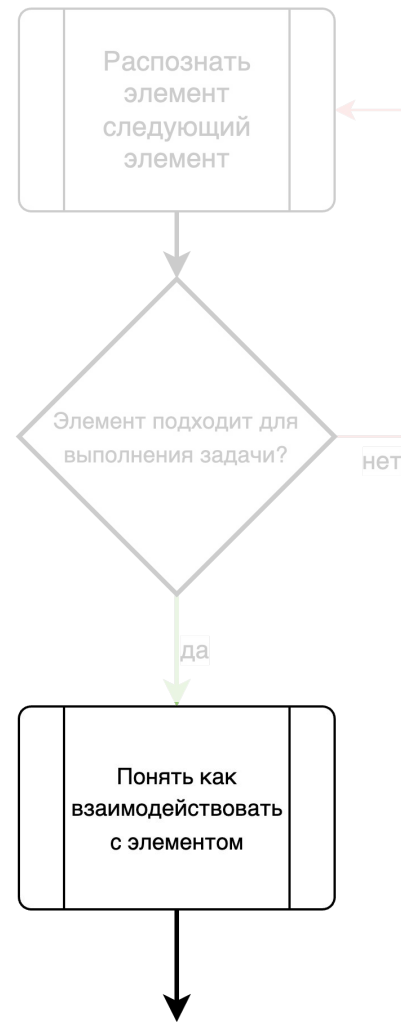 Распознать
элемент
следующий
элемент
Элемент подходит для
выполнения задачи?
нет
да
Понять как
взаимодействовать
с элементом